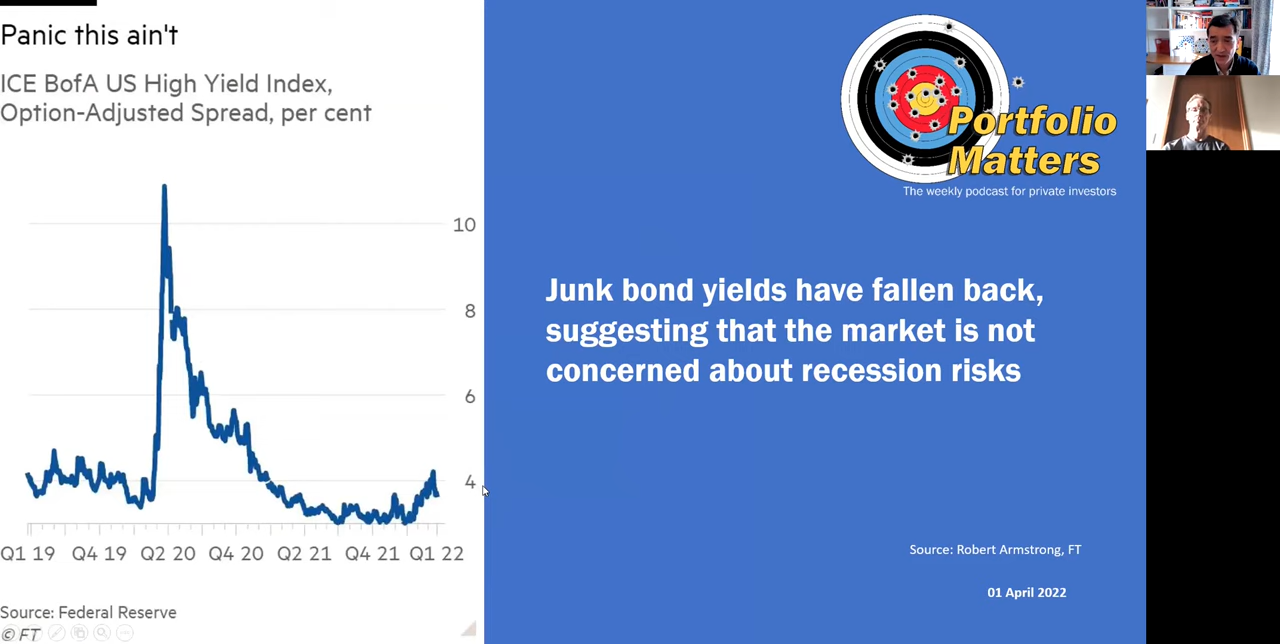 Panic this ain't
ICE BofA US High Yield Index,
Option-Adjusted Spread, per cent
10
8
6
4
Q1 19 Q4 19 Q2 20 Q4 20 Q2 21 Q4 21 Q1 22
Source: Federal Reserve
© FT
Portfolio
Matters
The weekly podcast for private investors
Junk bond yields have fallen back,
suggesting that the market is not
concerned about recession risks
Source: Robert Armstrong, FT
01 April 2022